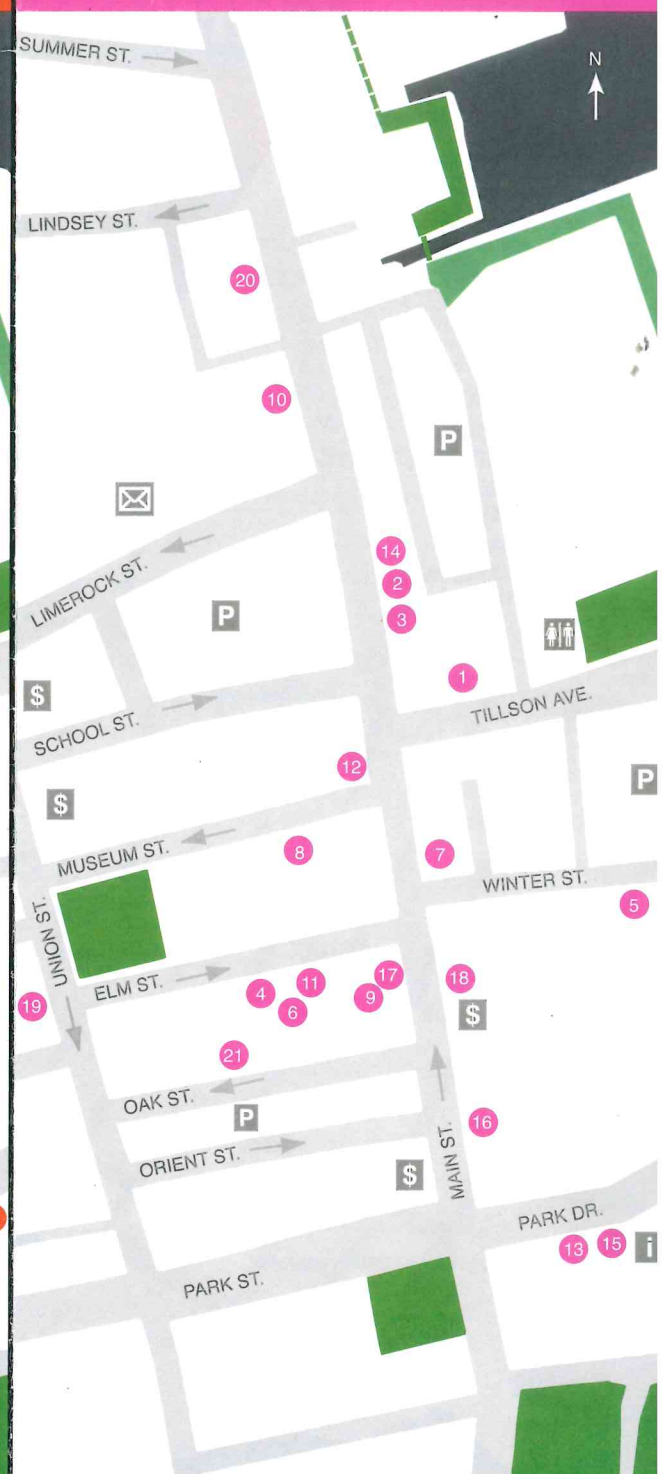 SUMMER ST.
N
LINDSEY ST.
20
10
P
LIMEROCK ST.
14
2
P
3
1
$
TILLSON AVE.
SCHOOL ST.
12
P
$
MUSEUM ST.
8
7
WINTER ST.
5
UNION ST.
ELM ST.
4
11
17
18
19
6
9
$
21
OAK ST.
P
16
ORIENT ST.
$
MAIN ST.
PARK DR.
13
15
i
PARK ST.